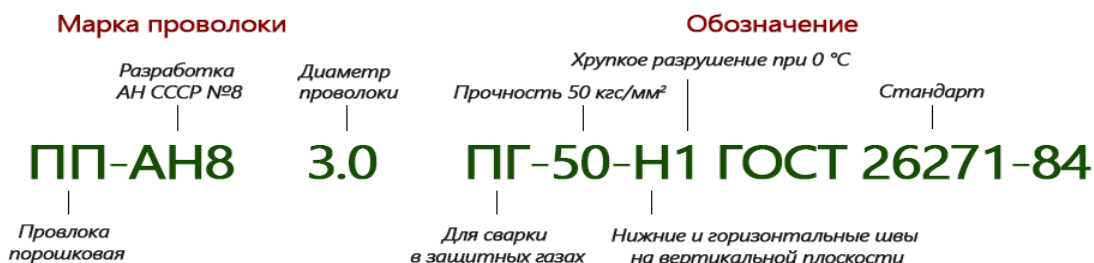 Марка проволоки
Обозначение
Разработка
АН СССР №8
Диаметр
проволоки
Прочность 50 кгс/мм²
Хрупкое разрушение при 0 °С
Стандарт
ПП-АН8 3.0 ПГ-50-Н1 ГОСТ 26271-84
Провлока
порошковая
Для сварки
в защитных газах
Нижние и горизонтальные швы
на вертикальной плоскости